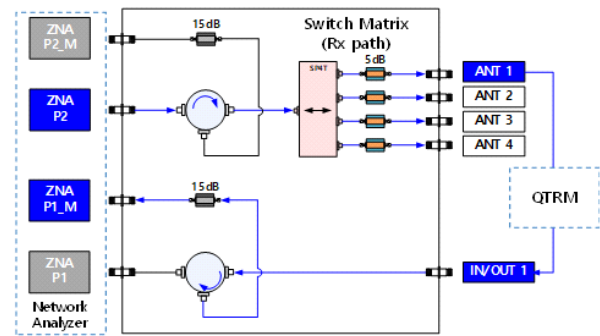 ZNA
P2_M
15dB
Switch Matrix
(Rx path)
SP4T
5dB
ZNA
P2
ANT 1
ANT 2
ANT 3
ANT 4
ZNA
P1_M
15dB
QTRM
ZNA
P1
IN/OUT 1
Network
Analyzer